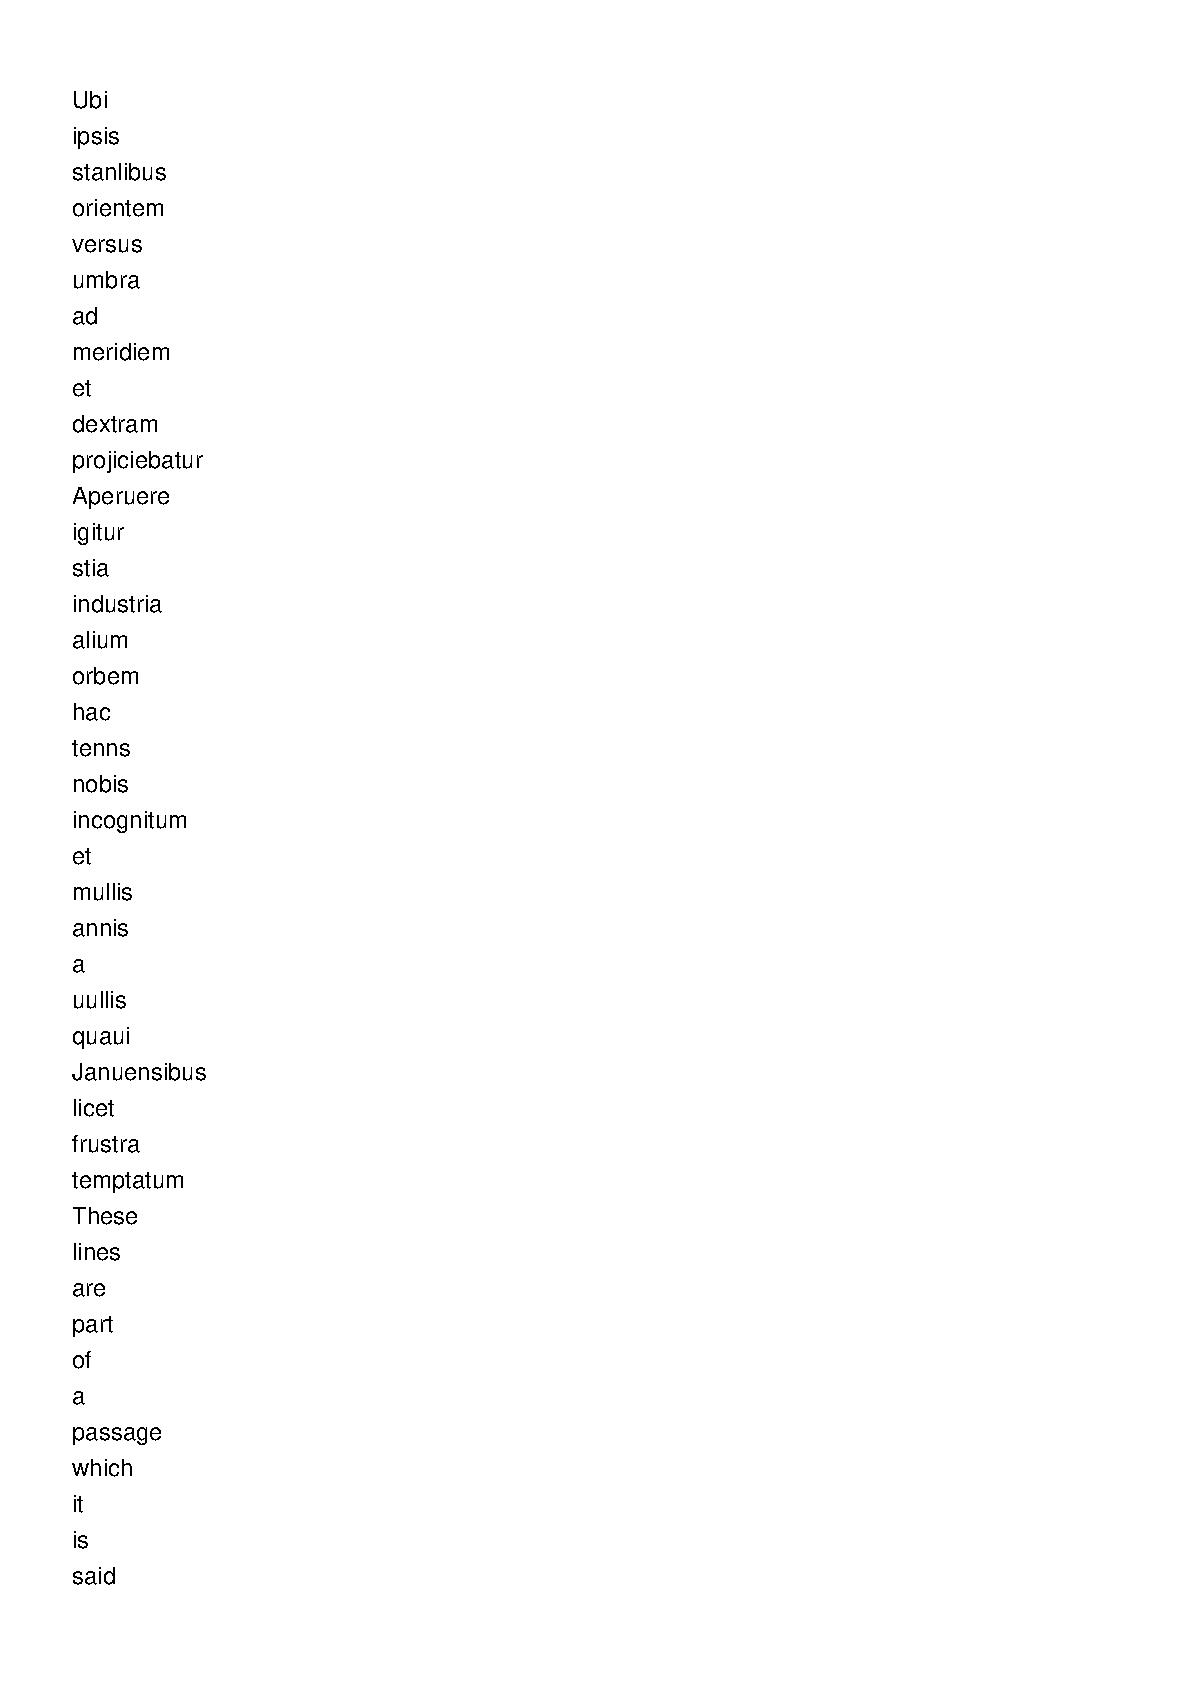 Ubi
ipsis
stanlibus
orientem
versus
umbra
ad
meridiem
et
dextram
projiciebatur
Aperuere
igitur
stia
industria
alium
orbem
hac
tenns
nobis
incognitum
et
mullis
annis
a
uullis
quaui
Januensibus
licet
frustra
temptatum
These
lines
are
part
of
a
passage
which
it
is
said